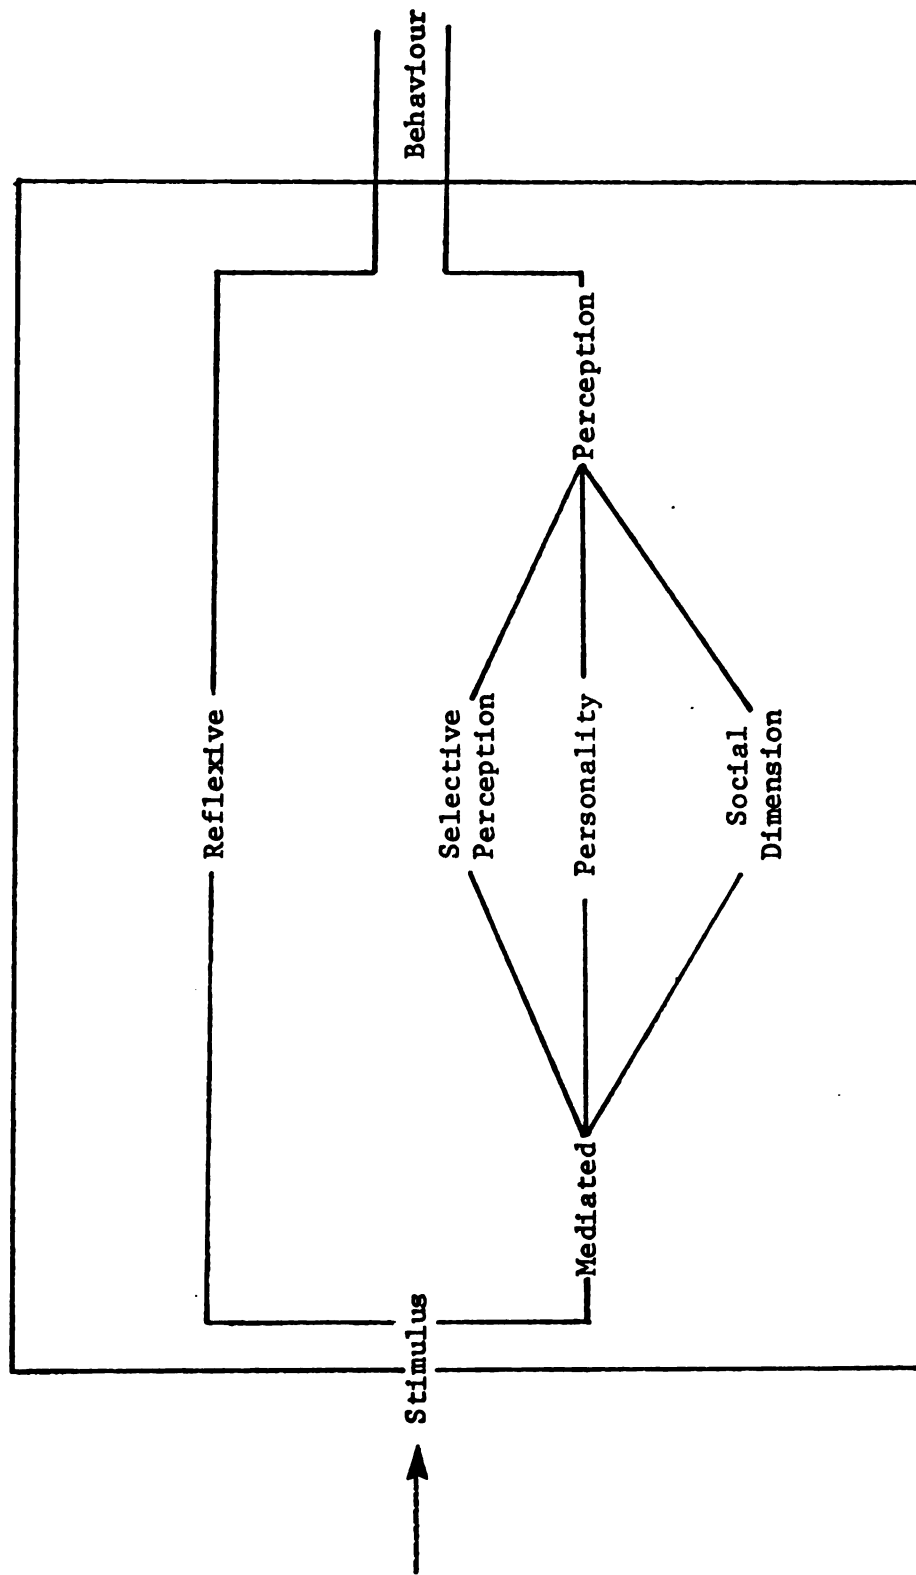 Stimulus
Reflexive
Mediated
Selective
Perception
Personality
Social
Dimension
Perception
Behaviour